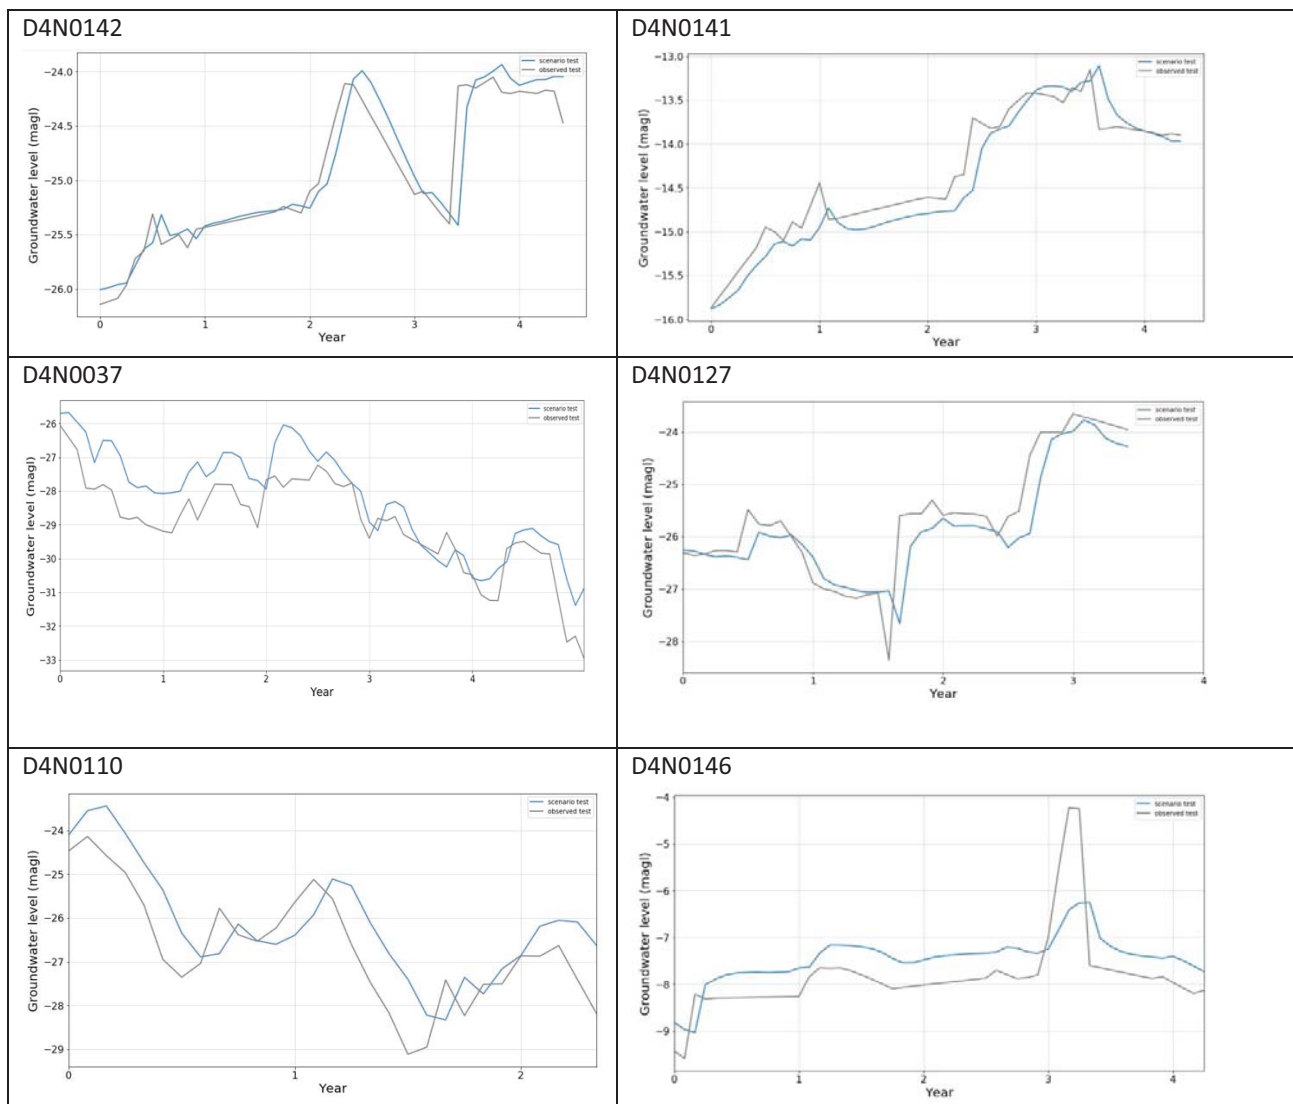 D4N0142
scenario test
observed test
Groundwater level (magl)
−24.0
−24.5
−25.0
−25.5
−26.0
0 1 2 3 4
Year
D4N0141
scenario test
observed test
Groundwater level (magl)
−13.0
−13.5
−14.0
−14.5
−15.0
−15.5
−16.0
0 1 2 3 4
Year
D4N0037
scenario test
observed test
Groundwater level (magl)
−26
−27
−28
−29
−30
−31
−32
−33
0 1 2 3 4
Year
D4N0127
scenario test
observed test
Groundwater level (magl)
−24
−25
−26
−27
−28
0 1 2 3 4
Year
D4N0110
scenario test
observed test
Groundwater level (magl)
−24
−25
−26
−27
−28
−29
0 1 2
Year
D4N0146
scenario test
observed test
Groundwater level (magl)
−4
−5
−6
−7
−8
−9
0 1 2 3 4
Year